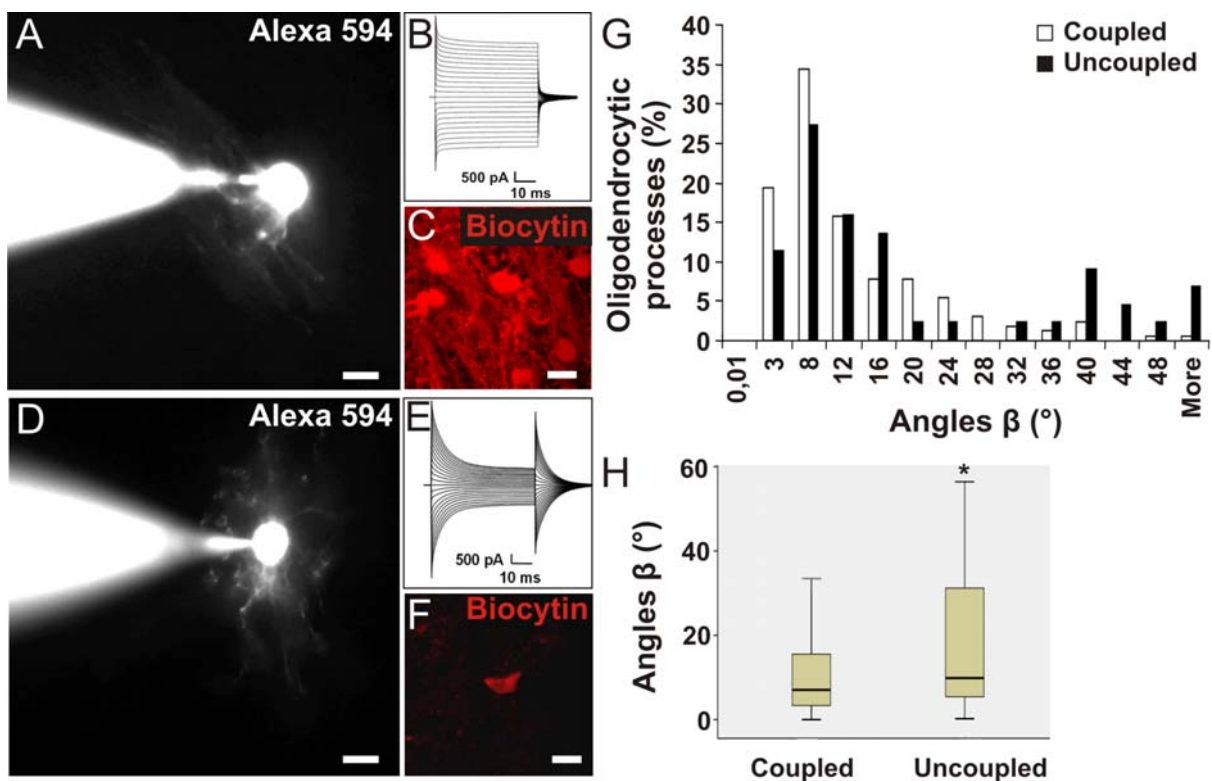 A
Alexa 594
B
500 pA
10 ms
C
Biocytin
D
Alexa 594
E
500 pA
10 ms
F
Biocytin
G
Coupled
Uncoupled
Oligodendrocytic
processes (%)
40
35
30
25
20
15
10
5
0
0,01
3
8
12
16
20
24
28
32
36
40
44
48
More
Angles β (°)
H
Angles β (°)
60
40
20
0
*
Coupled
Uncoupled